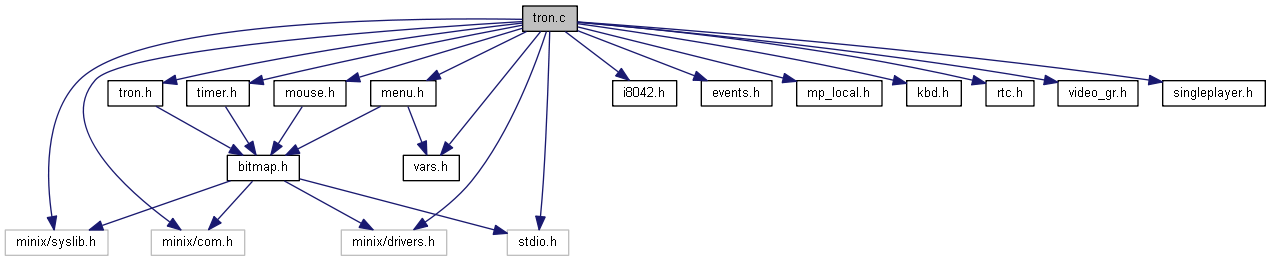 tron.c
tron.h
timer.h
mouse.h
menu.h
i8042.h
events.h
mp_local.h
kbd.h
rtc.h
video_gr.h
singleplayer.h
bitmap.h
vars.h
minix/syslib.h
minix/com.h
minix/drivers.h
stdio.h